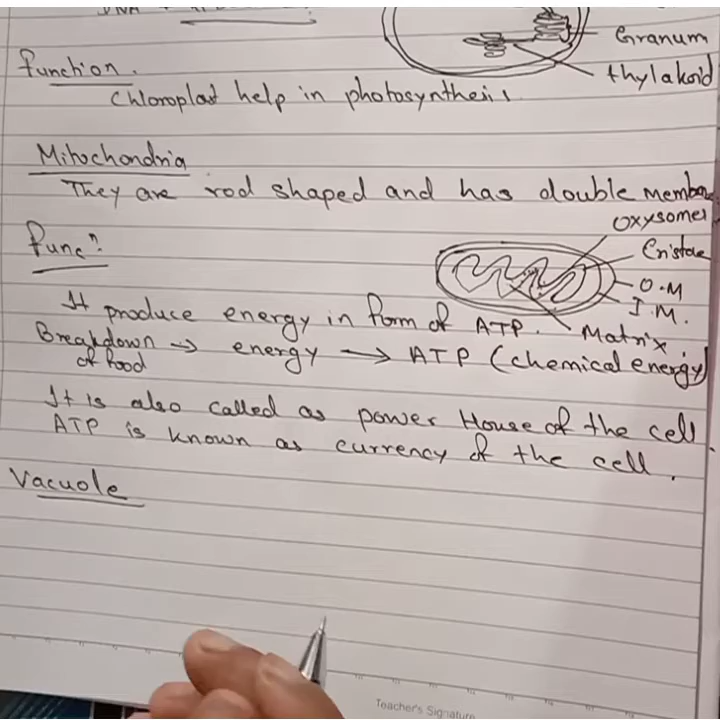 DNA +
Granum
thylakoid
Function.
Chloroplast help in photosynthesis.
Mitochondria
They are rod shaped and has double
oxysomes
Cristae
Func?
O.M
I.M.
It produce energy in form of ATP.
Matrix.
Breakdown → energy → ATP (chemical energy)
of food
It is also called as power House of the cell.
ATP is known as currency of the cell.
Vacuole
Teacher's Signature